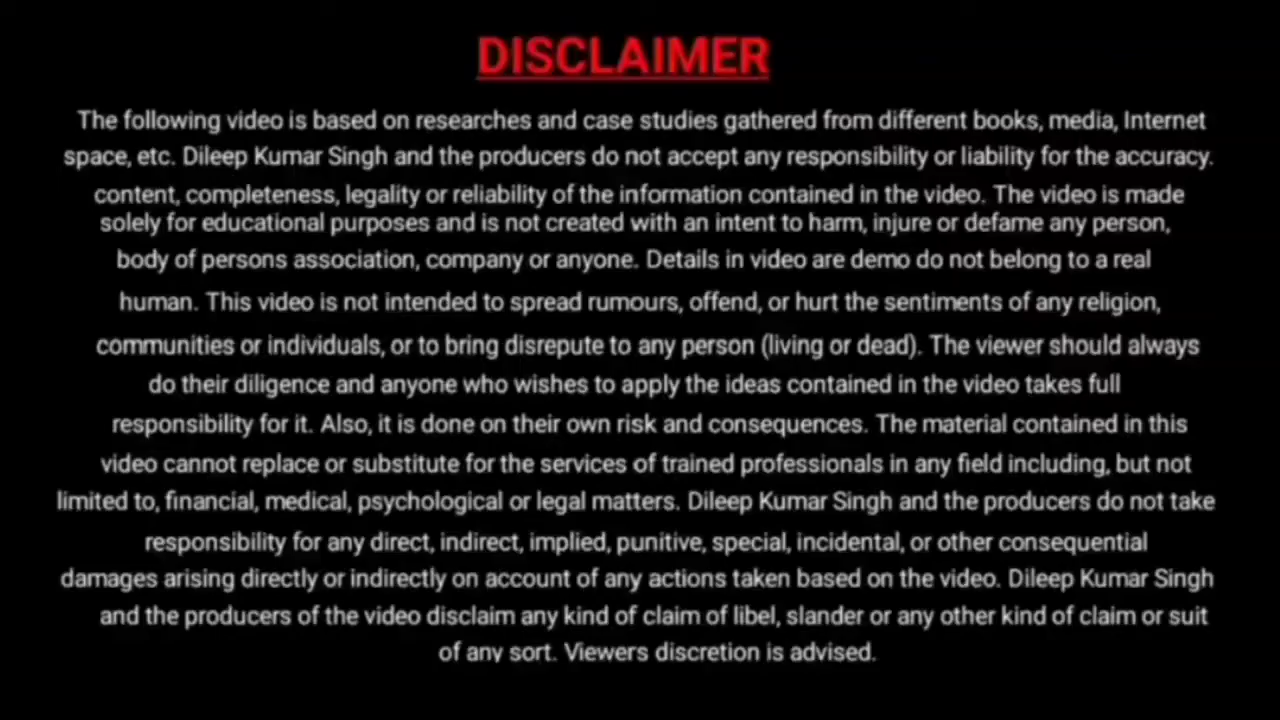 DISCLAIMER
The following video is based on researches and case studies gathered from different books, media, Internet
space, etc. Dileep Kumar Singh and the producers do not accept any responsibility or liability for the accuracy.
content, completeness, legality or reliability of the information contained in the video. The video is made
solely for educational purposes and is not created with an intent to harm, injure or defame any person,
body of persons association, company or anyone. Details in video are demo do not belong to a real
human. This video is not intended to spread rumours, offend, or hurt the sentiments of any religion,
communities or individuals, or to bring disrepute to any person (living or dead). The viewer should always
do their diligence and anyone who wishes to apply the ideas contained in the video takes full
responsibility for it. Also, it is done on their own risk and consequences. The material contained in this
video cannot replace or substitute for the services of trained professionals in any field including, but not
limited to, financial, medical, psychological or legal matters. Dileep Kumar Singh and the producers do not take
responsibility for any direct, indirect, implied, punitive, special, incidental, or other consequential
damages arising directly or indirectly on account of any actions taken based on the video. Dileep Kumar Singh
and the producers of the video disclaim any kind of claim of libel, slander or any other kind of claim or suit
of any sort. Viewers discretion is advised.